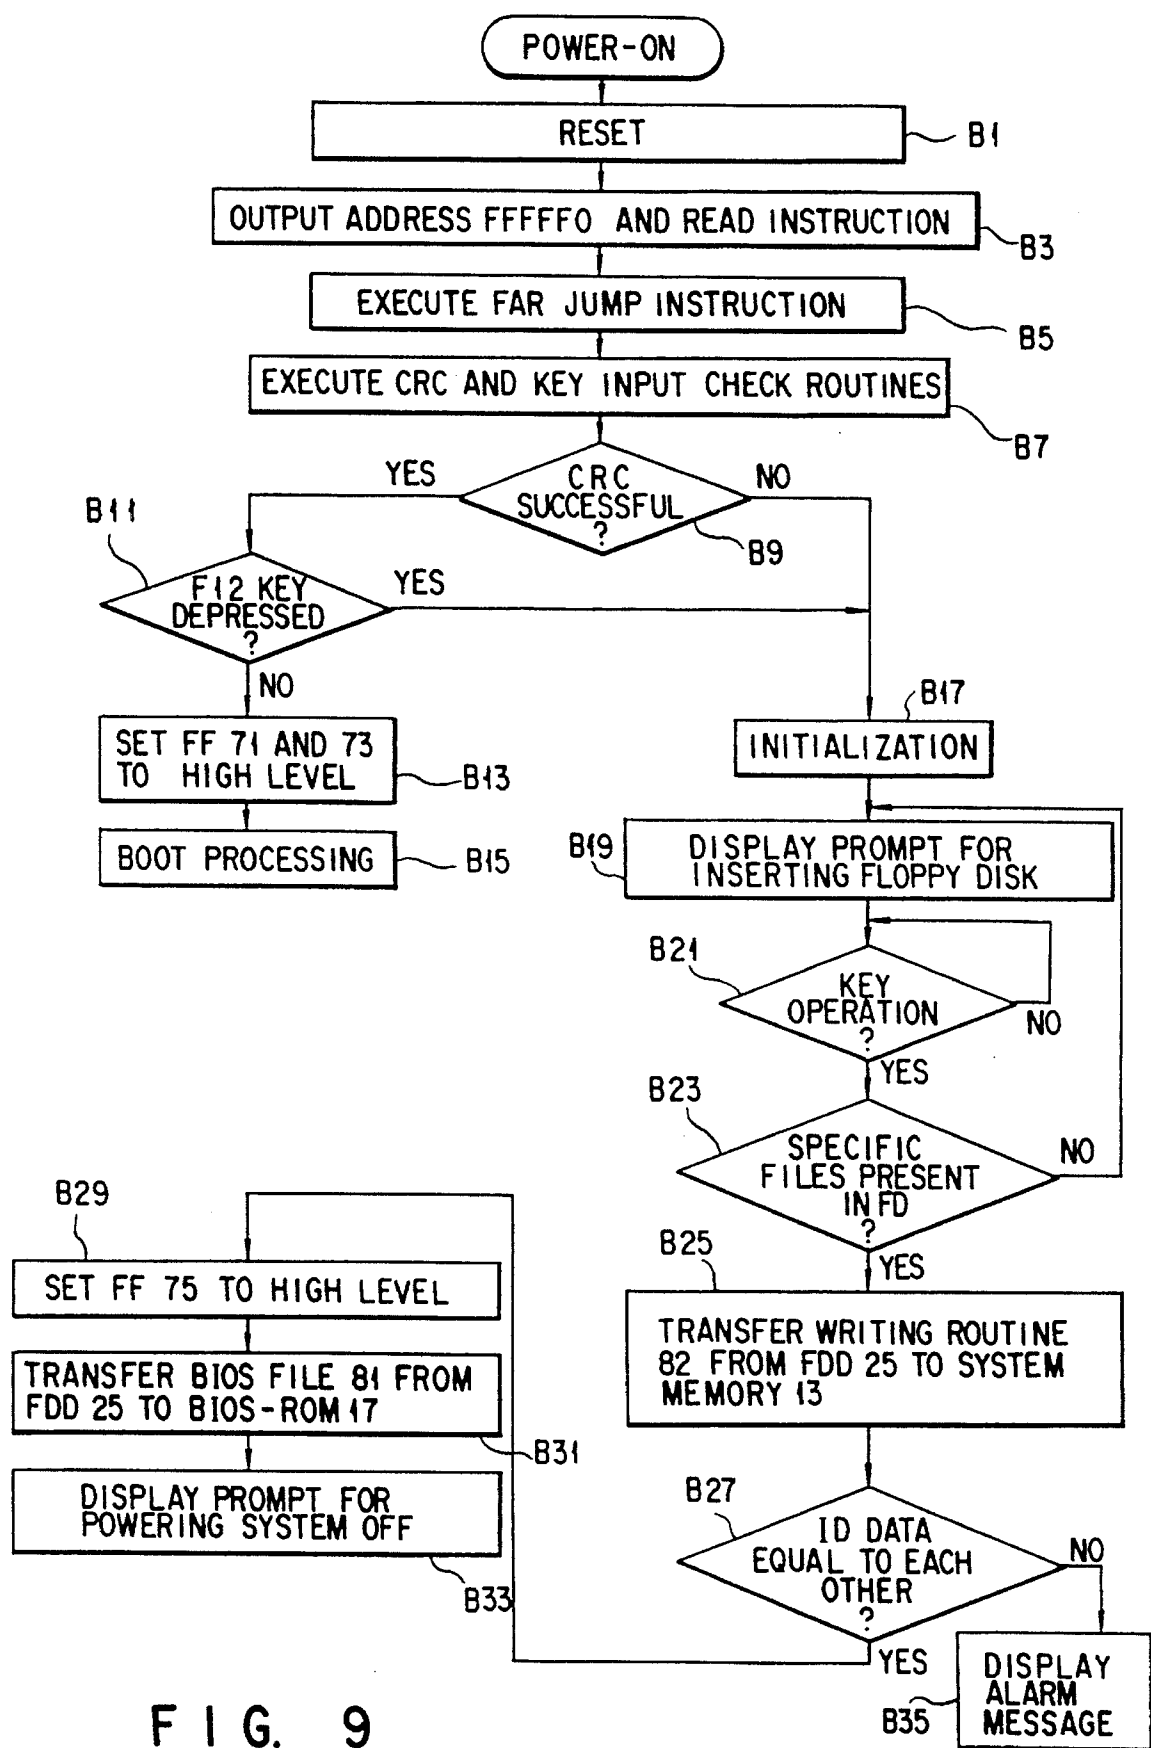 POWER-ON
RESET
B1
OUTPUT ADDRESS FFFFF0 AND READ INSTRUCTION
B3
EXECUTE FAR JUMP INSTRUCTION
B5
EXECUTE CRC AND KEY INPUT CHECK ROUTINES
B7
YES
CRC
SUCCESSFUL
?
NO
B9
B11
F12 KEY
DEPRESSED
?
YES
NO
SET FF 71 AND 73
TO HIGH LEVEL
B13
BOOT PROCESSING
B15
B17
INITIALIZATION
B19
DISPLAY PROMPT FOR
INSERTING FLOPPY DISK
B21
KEY
OPERATION
?
NO
YES
B23
SPECIFIC
FILES PRESENT
IN FD
?
NO
YES
B25
TRANSFER WRITING ROUTINE
82 FROM FDD 25 TO SYSTEM
MEMORY 13
B27
ID DATA
EQUAL TO EACH
OTHER
?
NO
YES
B35
DISPLAY
ALARM
MESSAGE
B29
SET FF 75 TO HIGH LEVEL
TRANSFER BIOS FILE 81 FROM
FDD 25 TO BIOS-ROM 17
B31
DISPLAY PROMPT FOR
POWERING SYSTEM OFF
B33
FIG. 9